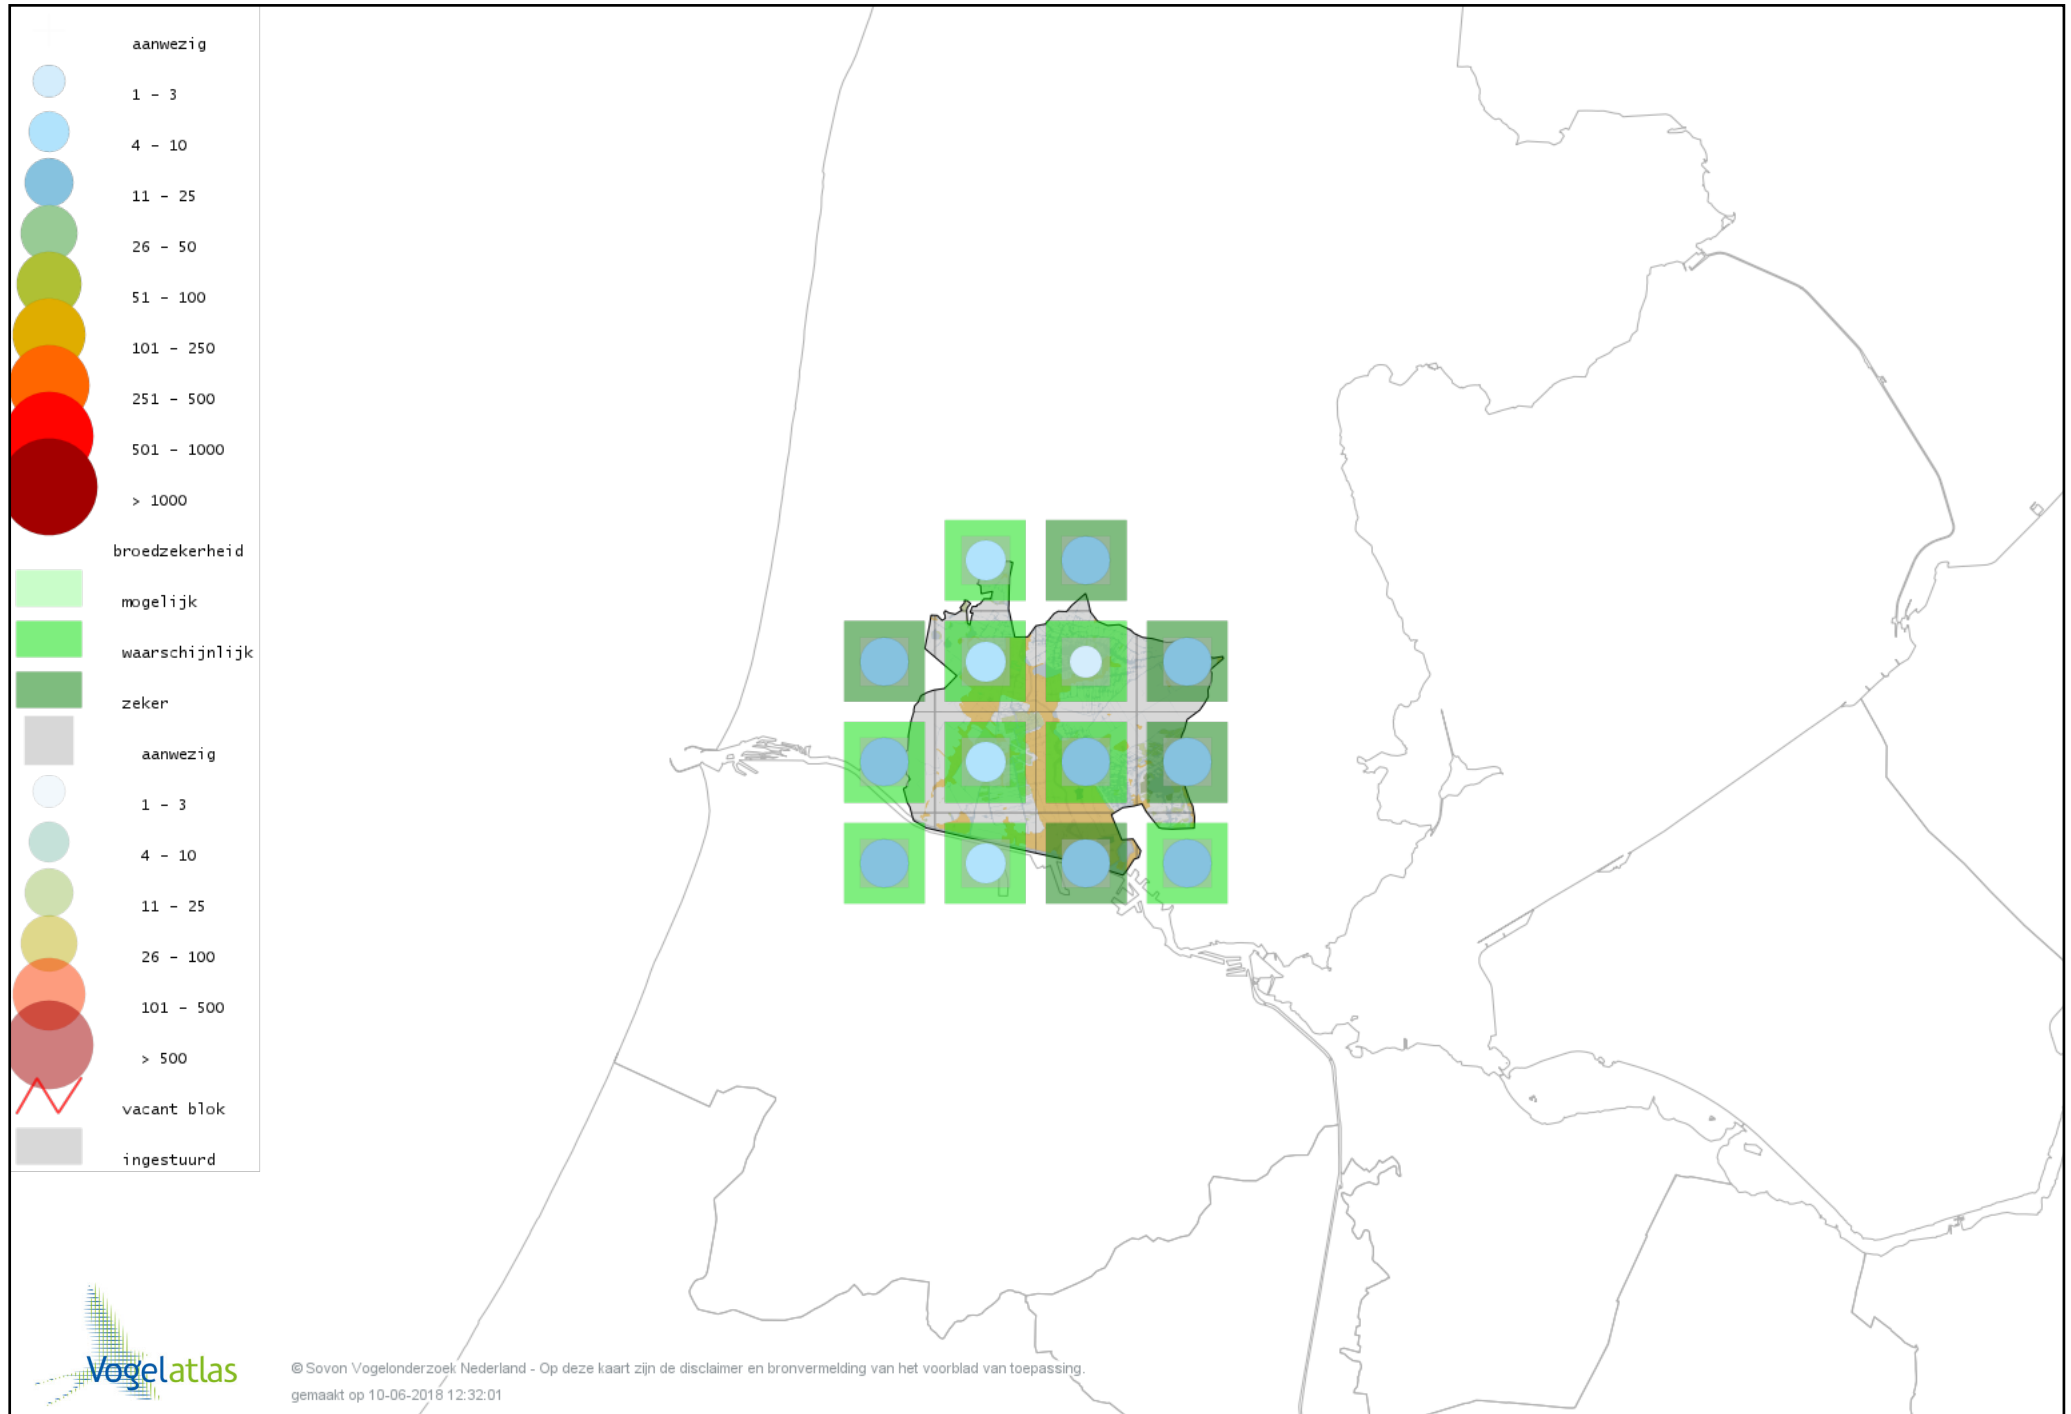 aanwezig
1 - 3
4 - 10
11 - 25
26 - 50
51 - 100
101 - 250
251 - 500
501 - 1000
> 1000
broedzekerheid
mogelijk
waarschijnlijk
zeker
aanwezig
1 - 3
4 - 10
11 - 25
26 - 100
101 - 500
> 500
vacant blok
ingestuurd
Vogelatlas
© Sovon Vogelonderzoek Nederland - Op deze kaart zijn de disclaimer en bronvermelding van het voorblad van toepassing.
gemaakt op 10-06-2018 12:32:01